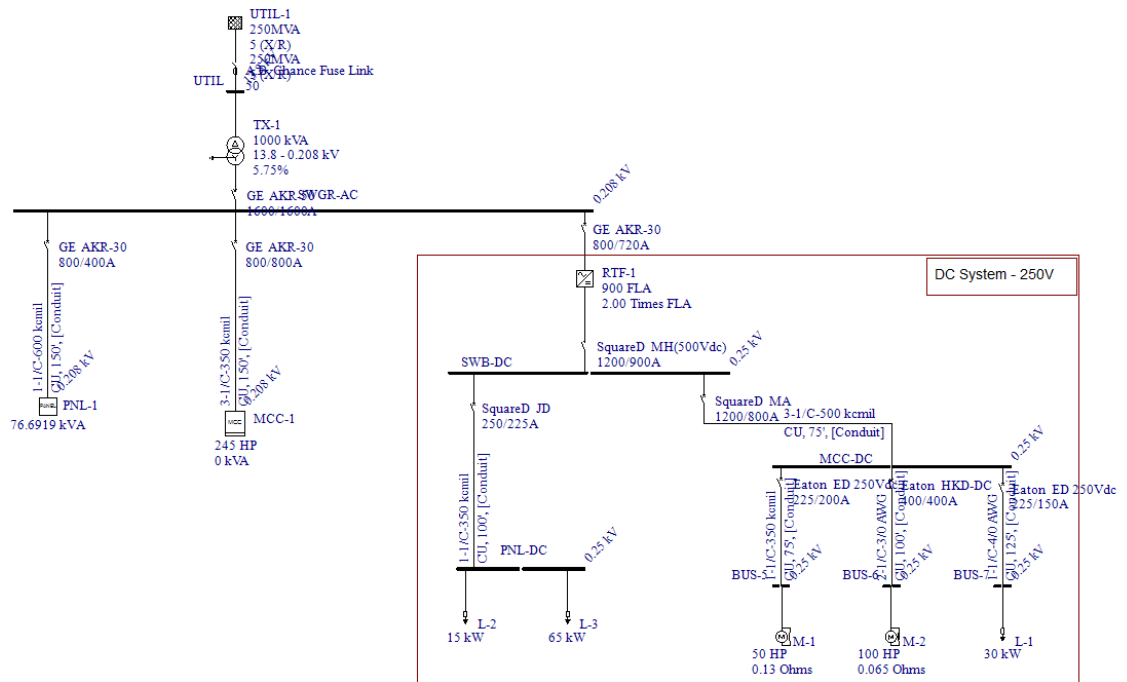 UTIL-1
250MVA
5 (X/R)
250MVA
5 (X/R)
A.B. Chance Fuse Link
50
UTIL
TX-1
1000 kVA
13.8 - 0.208 kV
5.75%
GE AKR-50
1600/1600A
SWGR-AC
0.208 kV
GE AKR-30
800/400A
GE AKR-30
800/800A
GE AKR-30
800/720A
DC System - 250V
RTF-1
900 FLA
2.00 Times FLA
1-1/C-600 kcmil
CU, 150', [Conduit]
0.208 kV
PNL-1
76.6919 kVA
3-1/C-350 kcmil
CU, 150', [Conduit]
0.208 kV
MCC
MCC-1
245 HP
0 kVA
SquareD MH(500Vdc)
1200/900A
SWB-DC
0.25 kV
SquareD JD
250/225A
SquareD MA
1200/800A
3-1/C-500 kcmil
CU, 75', [Conduit]
MCC-DC
0.25 kV
1-1/C-350 kcmil
CU, 100', [Conduit]
PNL-DC
0.25 kV
L-2
15 kW
L-3
65 kW
Eaton ED 250Vdc
225/200A
Eaton HKD-DC
400/400A
Eaton ED 250Vdc
225/150A
1-1/C-350 kcmil
CU, 75', [Conduit]
2-1/C-3/0 AWG
CU, 100', [Conduit]
1-1/C-4/0 AWG
CU, 125', [Conduit]
BUS-5
0.25 kV
BUS-6
0.25 kV
BUS-7
0.25 kV
M
M-1
50 HP
0.13 Ohms
M
M-2
100 HP
0.065 Ohms
L-1
30 kW